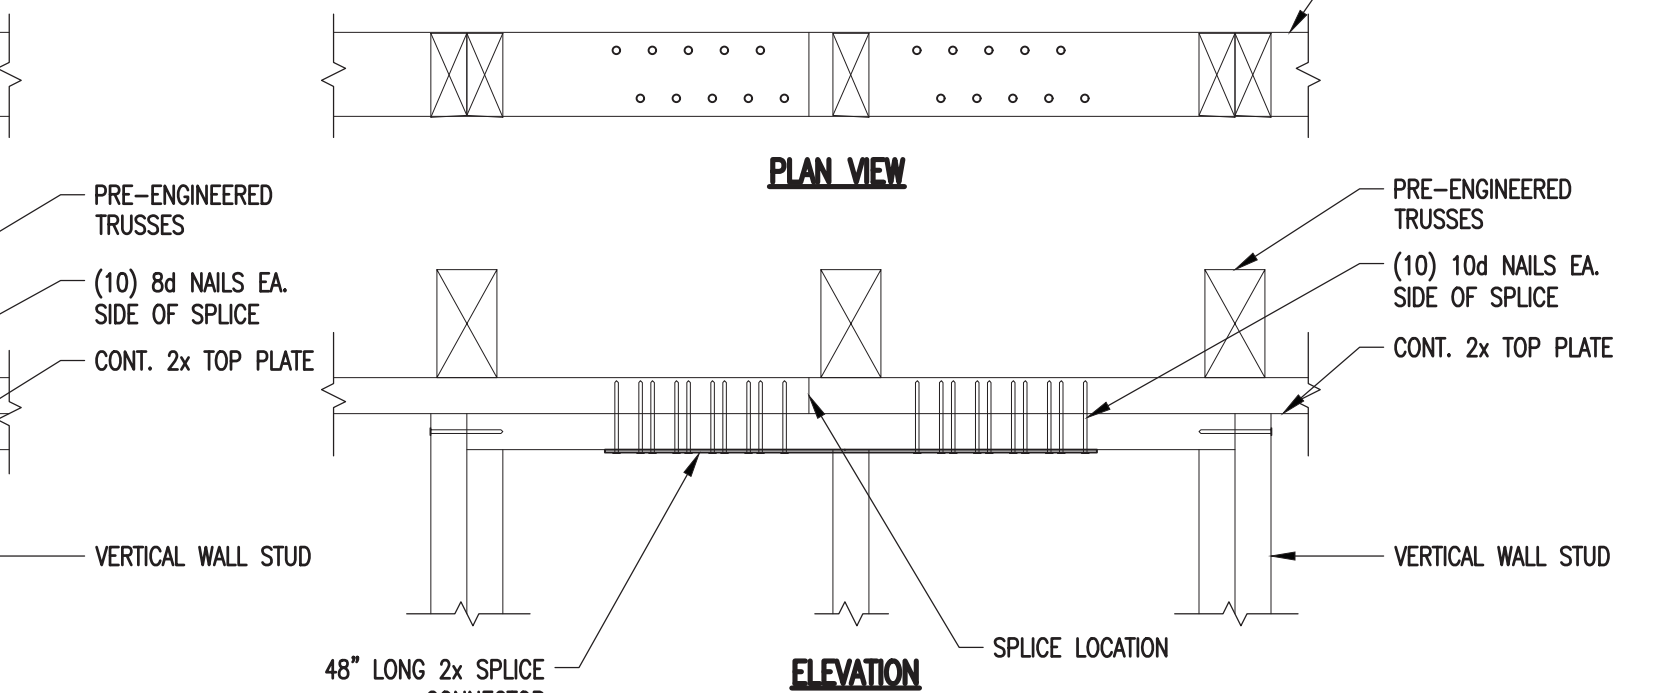 PLAN VIEW
PRE-ENGINEERED
TRUSSES
(10) 8d NAILS EA.
SIDE OF SPLICE
CONT. 2x TOP PLATE
VERTICAL WALL STUD
PRE-ENGINEERED
TRUSSES
(10) 10d NAILS EA.
SIDE OF SPLICE
CONT. 2x TOP PLATE
VERTICAL WALL STUD
SPLICE LOCATION
48” LONG 2x SPLICE
CONNECTOR
ELEVATION